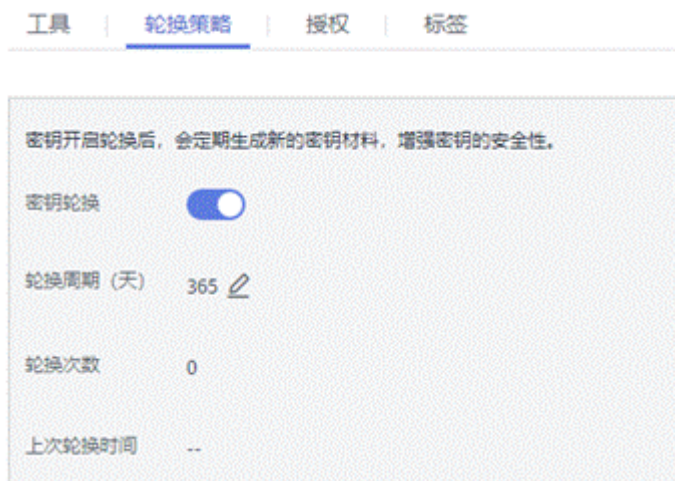 工具 轮换策略 授权 标签
密钥开启轮换后，会定期生成新的密钥材料，增强密钥的安全性。
密钥轮换
轮换周期（天） 365
轮换次数 0
上次轮换时间 --